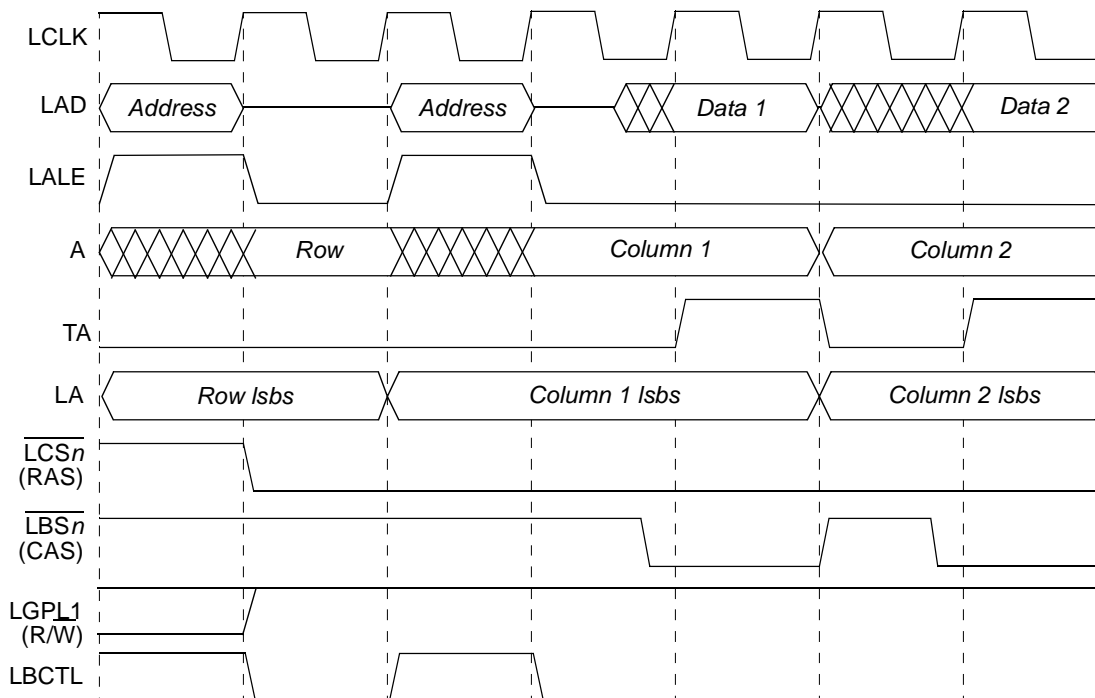 LCLK
LAD Address Address Data 1 Data 2
LALE
A Row Column 1 Column 2
TA
LA Row lsbs Column 1 lsbs Column 2 lsbs
LCSn
(RAS)
LBSn
(CAS)
LGPL1
(R/W)
LBCTL